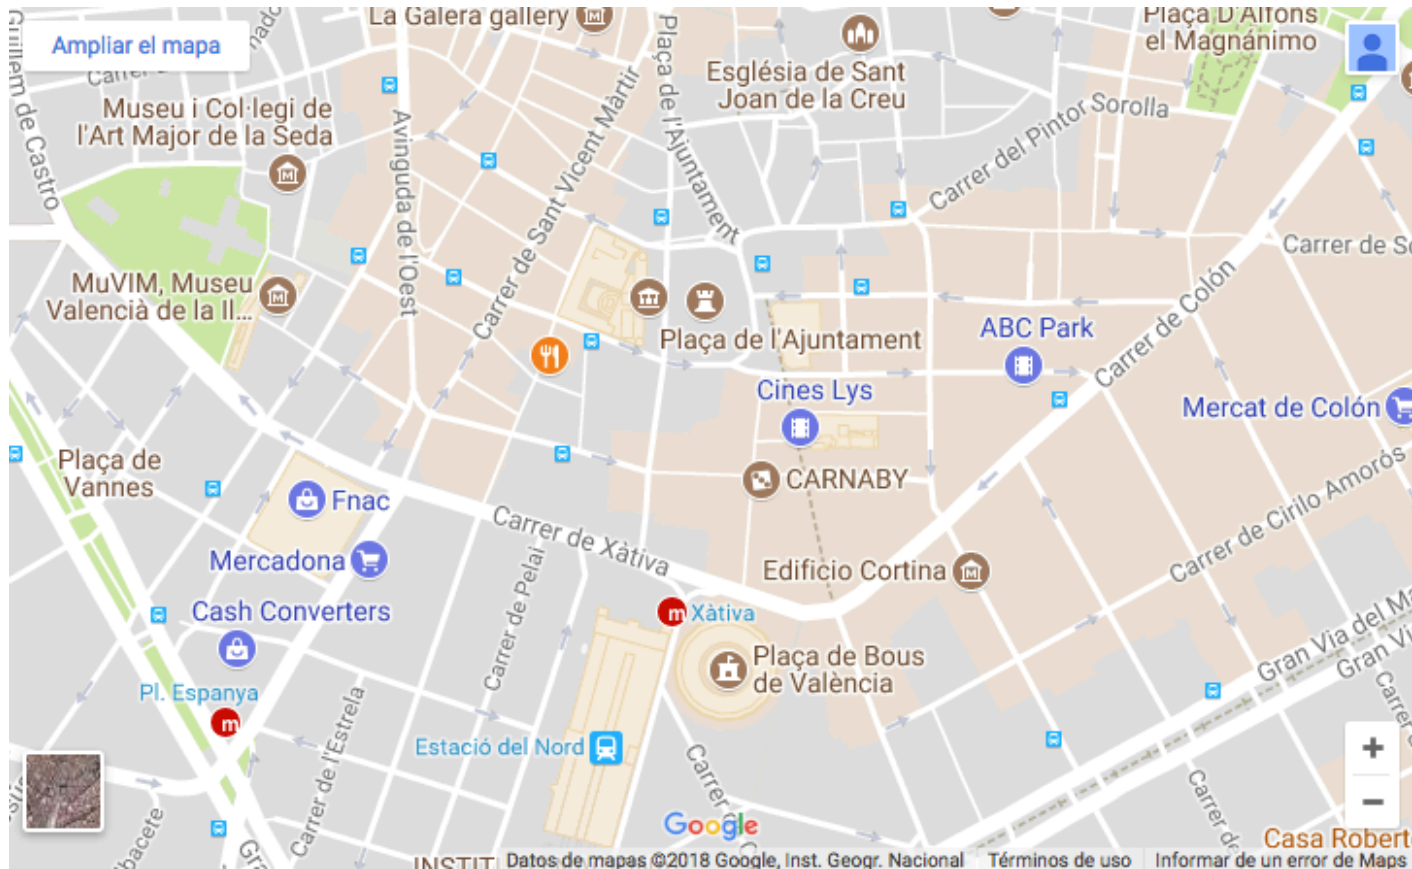 La Galera gallery
Plaça D'Alfons
el Magnánimo
Ampliar el mapa
Guillem de Castro
Plaça de l'Ajuntament
Església de Sant
Joan de la Creu
Museu i Col·legi de
l'Art Major de la Seda
Avinguda de l'Oest
Carrer de Sant Vicent Màrtir
Carrer del Pintor Sorolla
MuVIM, Museu
Valencià de la Il...
Carrer de
Plaça de l'Ajuntament
ABC Park
Carrer de Colón
Cines Lys
Mercat de Colón
Plaça de
Vannes
Fnac
CARNABY
Carrer de Cirilo Amorós
Carrer de Xàtiva
Mercadona
Carrer de Pelai
Edificio Cortina
Cash Converters
m
Xàtiva
Plaça de Bous
de València
Gran Via del
Gran
Pl. Espanya
m
Carrer de l'Estrela
Estació del Nord
Carrer
+
−
Carrer de
Google
Casa Robert
Datos de mapas ©2018 Google, Inst. Geogr. Nacional
Términos de uso
Informar de un error de Maps